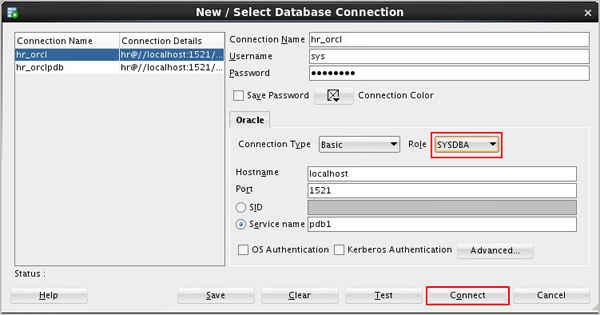 New / Select Database Connection
Connection Name Connection Details
hr_orcl hr@//localhost:1521/...
hr_orclpdb hr@//localhost:1521/...
Connection Name hr_orcl
Username sys
Password ••••••••
Save Password Connection Color
Oracle
Connection Type Basic Role SYSDBA
Hostname localhost
Port 1521
SID
Service name pdb1
OS Authentication Kerberos Authentication Advanced...
Status :
Help Save Clear Test Connect Cancel